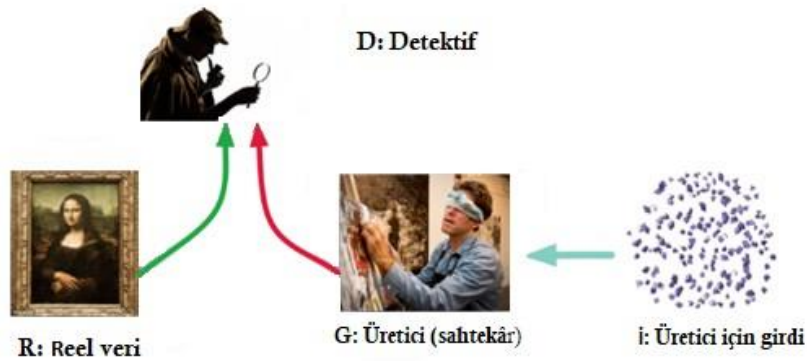 D: Detektif
R: Reel veri
G: Üretici (sahtekâr)
İ: Üretici için girdi